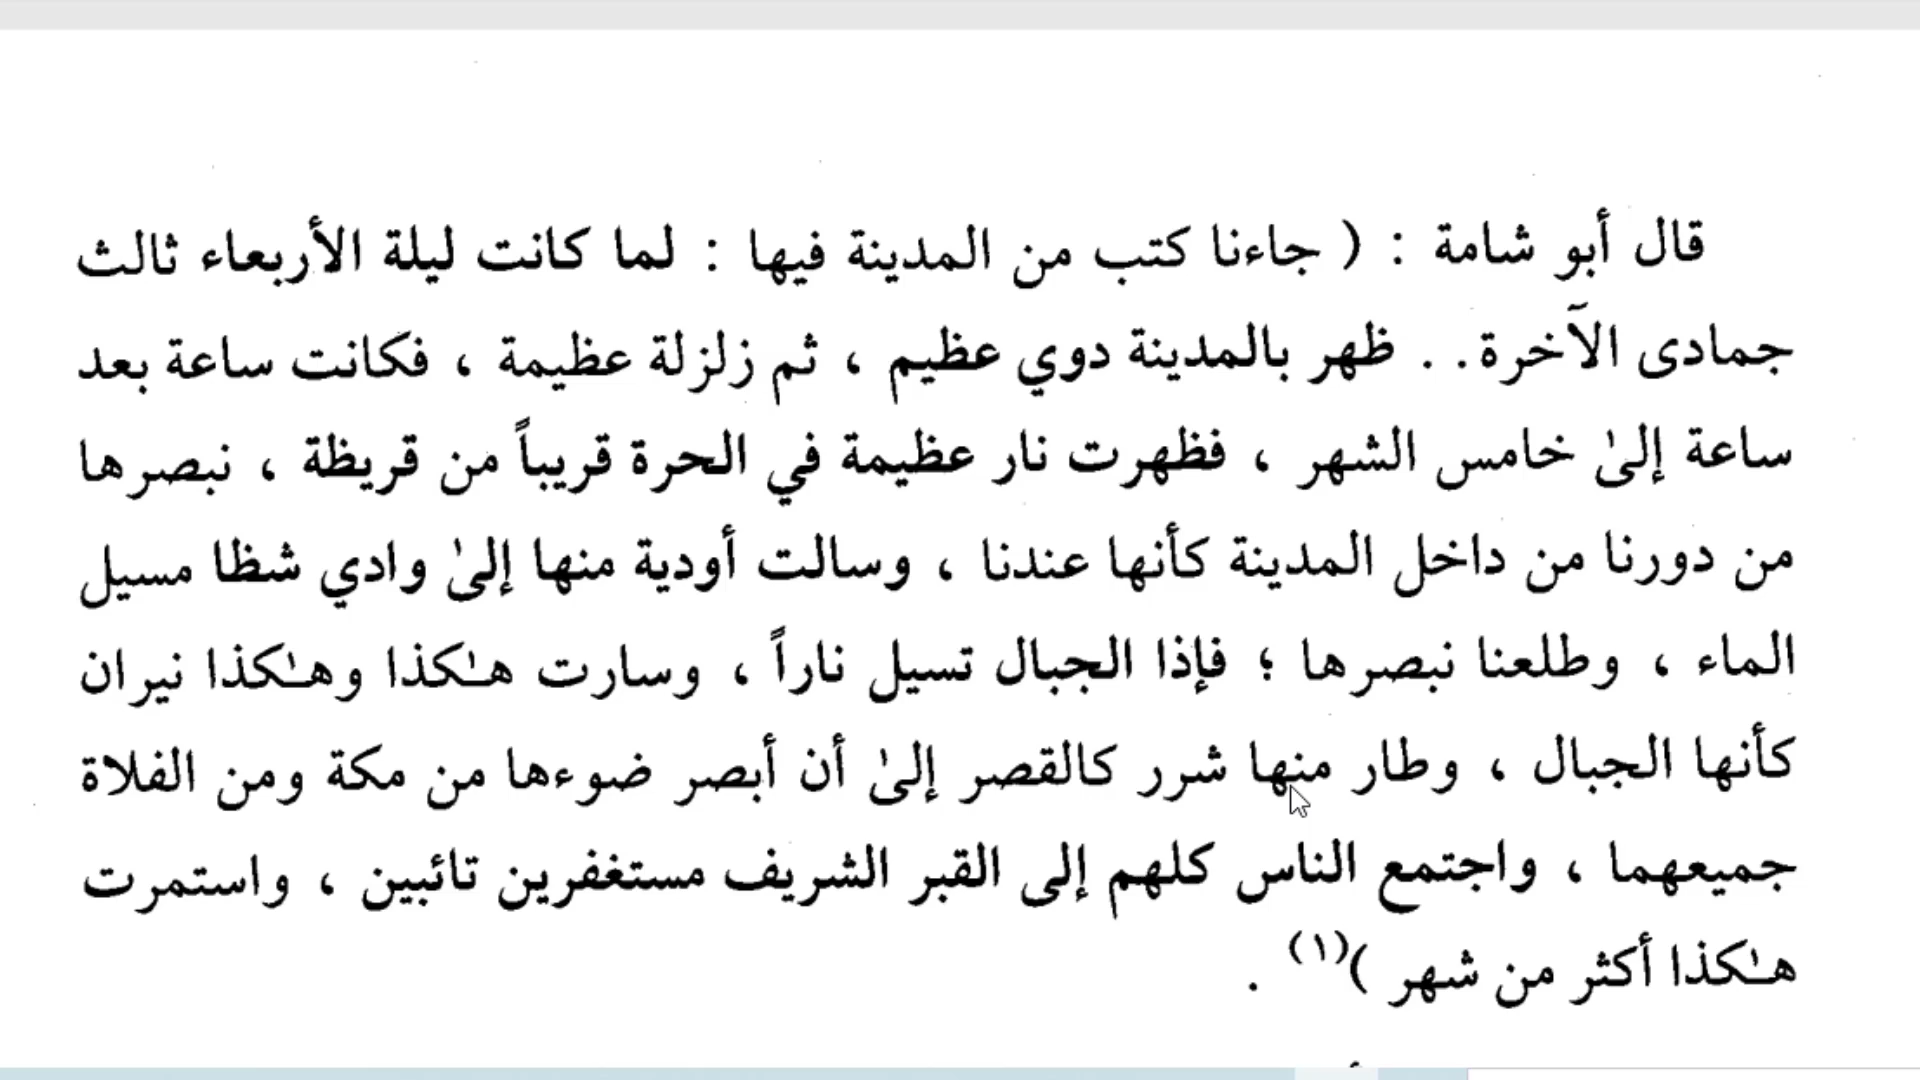 قال أبو شامة : ( جاءنا كتب من المدينة فيها : لما كانت ليلة الأربعاء ثالث
جمادى الآخرة . . ظهر بالمدينة دوي عظيم ، ثم زلزلة عظيمة ، فكانت ساعة بعد
ساعة إلىٰ خامس الشهر ، فظهرت نار عظيمة في الحرة قريباً من قريظة ، نبصرها
من دورنا من داخل المدينة كأنها عندنا ، وسالت أودية منها إلىٰ وادي شظا مسيل
الماء ، وطلعنا نبصرها ؛ فإذا الجبال تسيل ناراً ، وسارت هـٰكذا وهـٰكذا نيران
كأنها الجبال ، وطار منها شرر كالقصر إلىٰ أن أبصر ضوءها من مكة ومن الفلاة
جميعهما ، واجتمع الناس كلهم إلى القبر الشريف مستغفرين تائبين ، واستمرت
هـٰكذا أكثر من شهر )(١) .